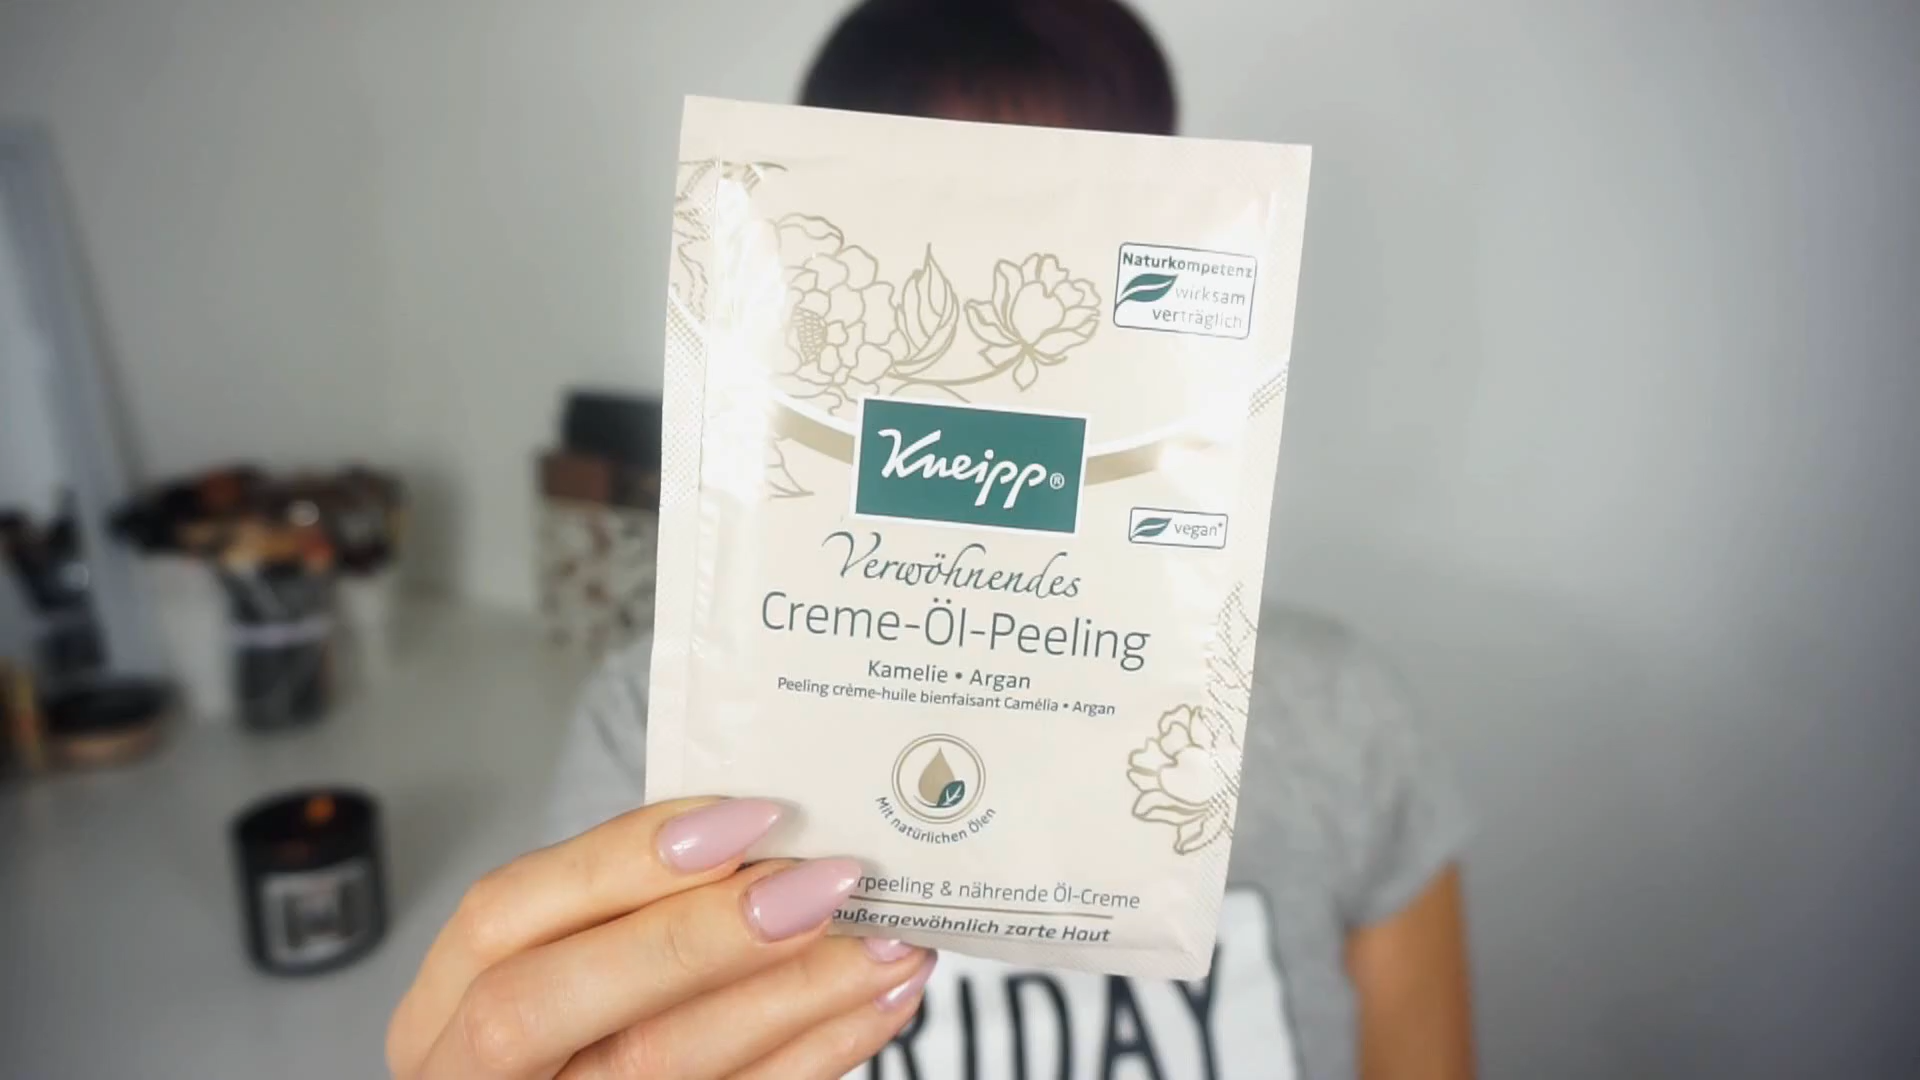 Naturkompetenz
wirksam
verträglich
Kneipp®
vegan*
Verwöhnendes
Creme-Öl-Peeling
Kamelie • Argan
Peeling crème-huile bienfaisant Camélia • Argan
Mit natürlichen Ölen
rpeeling & nährende Öl-Creme
außergewöhnlich zarte Haut
RIDAY